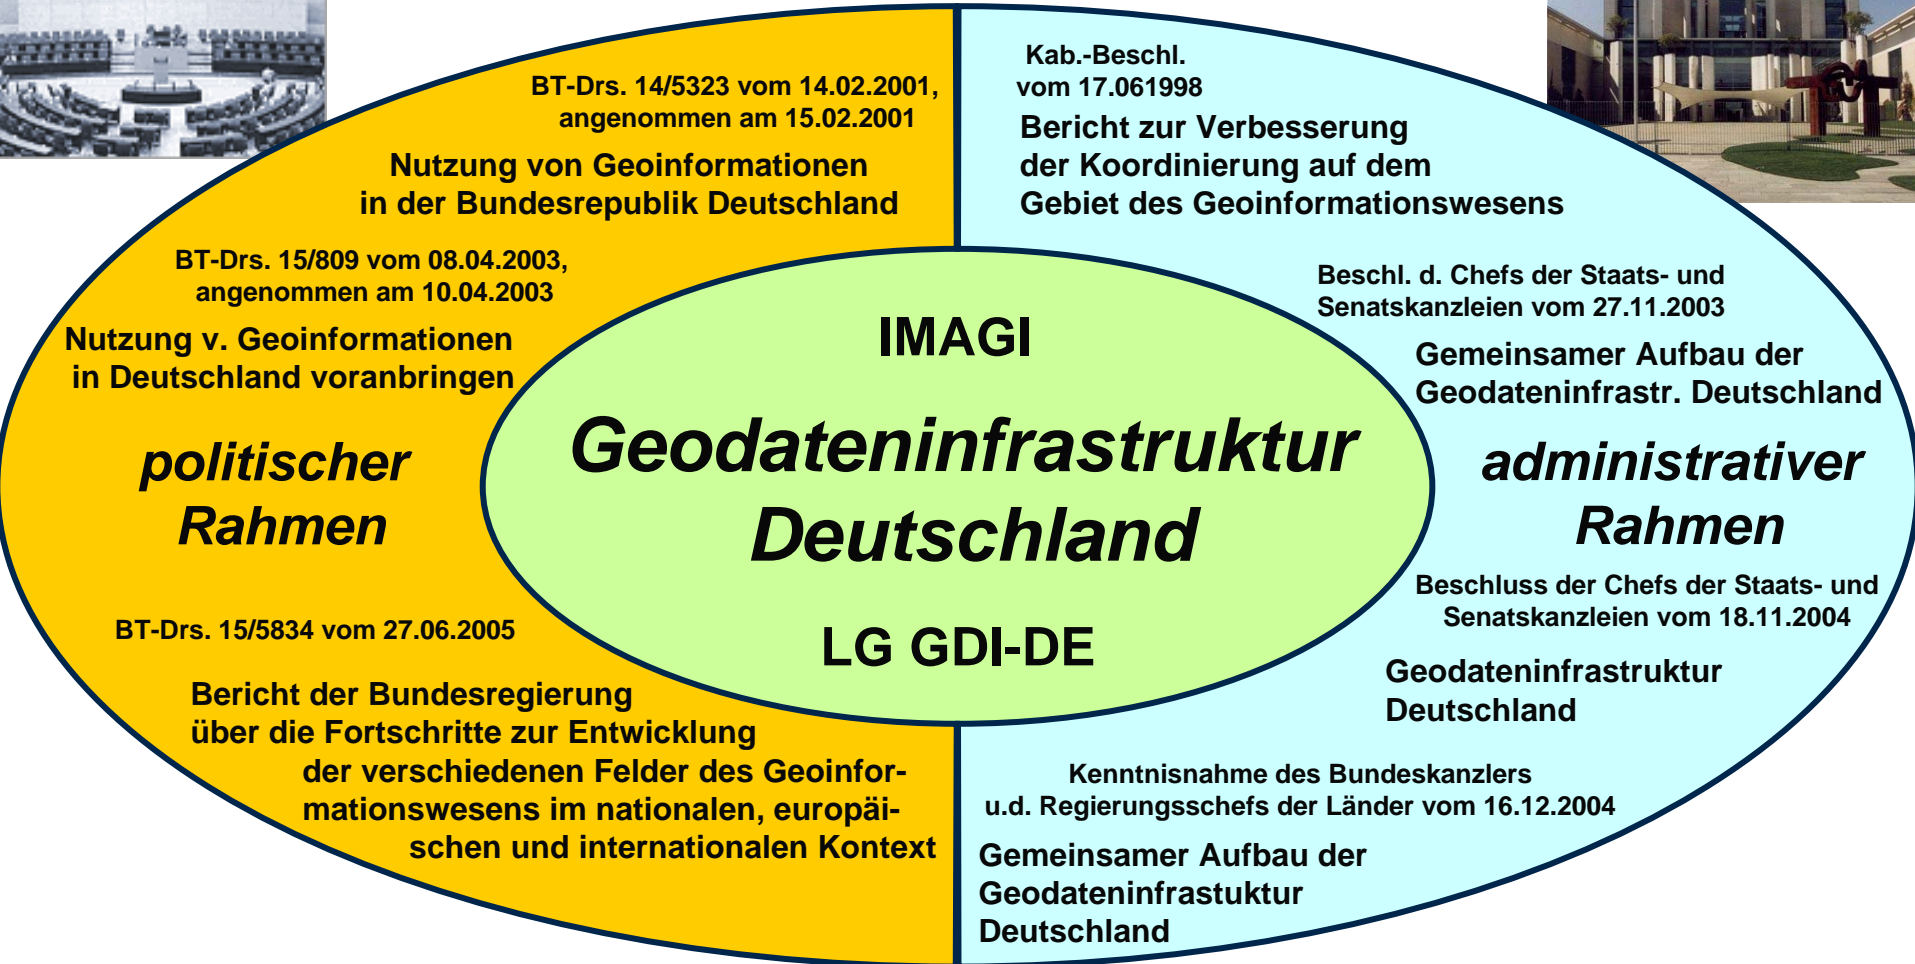 BT-Drs. 14/5323 vom 14.02.2001,
angenommen am 15.02.2001
Nutzung von Geoinformationen
in der Bundesrepublik Deutschland
BT-Drs. 15/809 vom 08.04.2003,
angenommen am 10.04.2003
Nutzung v. Geoinformationen
in Deutschland voranbringen
politischer
Rahmen
BT-Drs. 15/5834 vom 27.06.2005
Bericht der Bundesregierung
über die Fortschritte zur Entwicklung
der verschiedenen Felder des Geoinfor-
mationswesens im nationalen, europäi-
schen und internationalen Kontext
IMAGI
Geodateninfrastruktur
Deutschland
LG GDI-DE
Kab.-Beschl.
vom 17.061998
Bericht zur Verbesserung
der Koordinierung auf dem
Gebiet des Geoinformationswesens
Beschl. d. Chefs der Staats- und
Senatskanzleien vom 27.11.2003
Gemeinsamer Aufbau der
Geodateninfrastr. Deutschland
administrativer
Rahmen
Beschluss der Chefs der Staats- und
Senatskanzleien vom 18.11.2004
Geodateninfrastruktur
Deutschland
Kenntnisnahme des Bundeskanzlers
u.d. Regierungsschefs der Länder vom 16.12.2004
Gemeinsamer Aufbau der
Geodateninfrastuktur
Deutschland